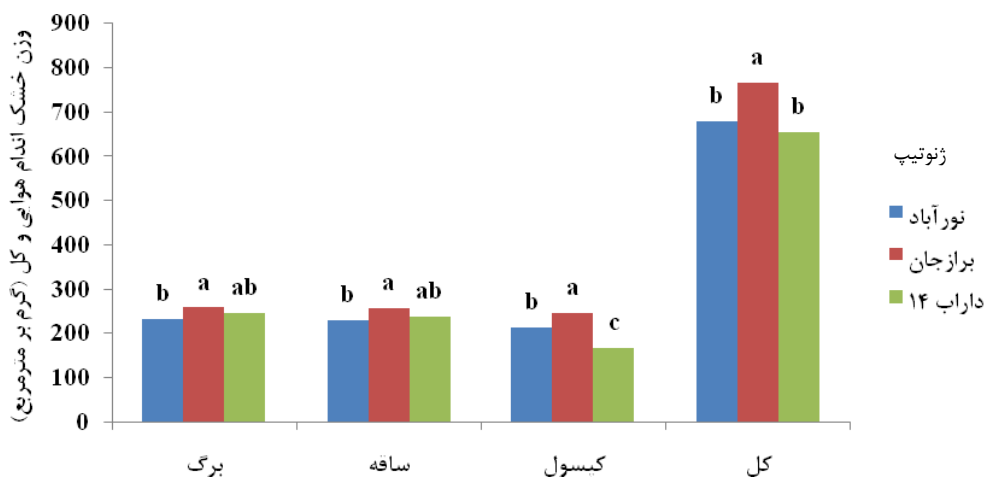 وزن خشک اندام هوایی و کل (گرم بر مترمربع)
900
800
700
600
500
400
300
200
100
0
b a ab
b a ab
b a c
b a b
برگ
ساقه
کپسول
کل
ژنوتیپ
نورآباد
برازجان
داراب ۱۴